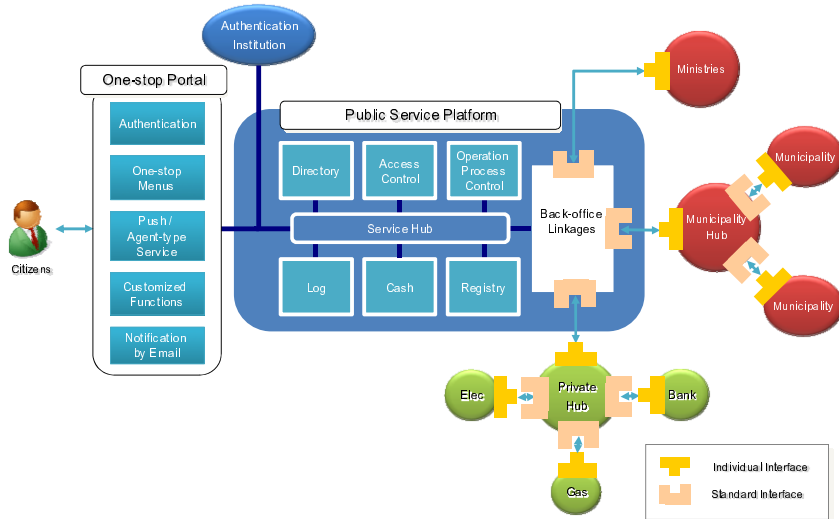 Authentication
Institution
One-stop Portal
Authentication
One-stop
Menus
Push /
Agent-type
Service
Customized
Functions
Notification
by Email
Citizens
Public Service Platform
Directory
Access
Control
Operation
Process
Control
Service Hub
Log
Cash
Registry
Back-office
Linkages
Ministries
Municipality
Municipality
Hub
Municipality
Private
Hub
Elec
Bank
Gas
Individual Interface
Standard Interface